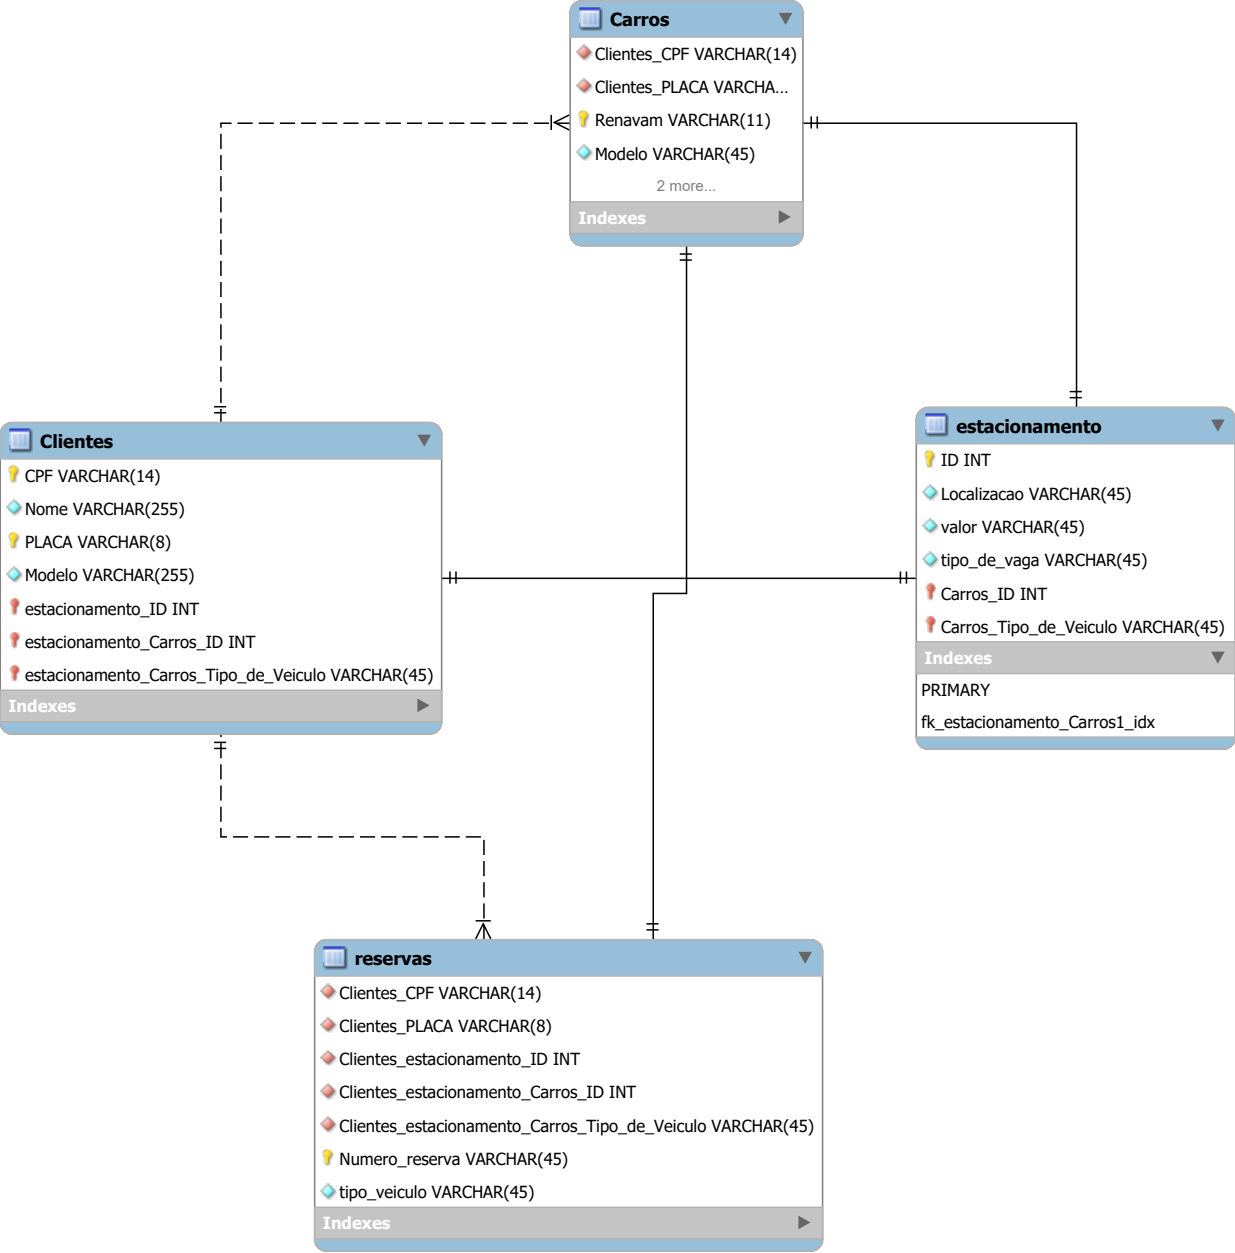 Carros
Clientes_CPF VARCHAR(14)
Clientes_PLACA VARCHA...
Renavam VARCHAR(11)
Modelo VARCHAR(45)
2 more...
Indexes
Clientes
CPF VARCHAR(14)
Nome VARCHAR(255)
PLACA VARCHAR(8)
Modelo VARCHAR(255)
estacionamento_ID INT
estacionamento_Carros_ID INT
estacionamento_Carros_Tipo_de_Veiculo VARCHAR(45)
Indexes
estacionamento
ID INT
Localizacao VARCHAR(45)
valor VARCHAR(45)
tipo_de_vaga VARCHAR(45)
Carros_ID INT
Carros_Tipo_de_Veiculo VARCHAR(45)
Indexes
PRIMARY
fk_estacionamento_Carros1_idx
reservas
Clientes_CPF VARCHAR(14)
Clientes_PLACA VARCHAR(8)
Clientes_estacionamento_ID INT
Clientes_estacionamento_Carros_ID INT
Clientes_estacionamento_Carros_Tipo_de_Veiculo VARCHAR(45)
Numero_reserva VARCHAR(45)
tipo_veiculo VARCHAR(45)
Indexes